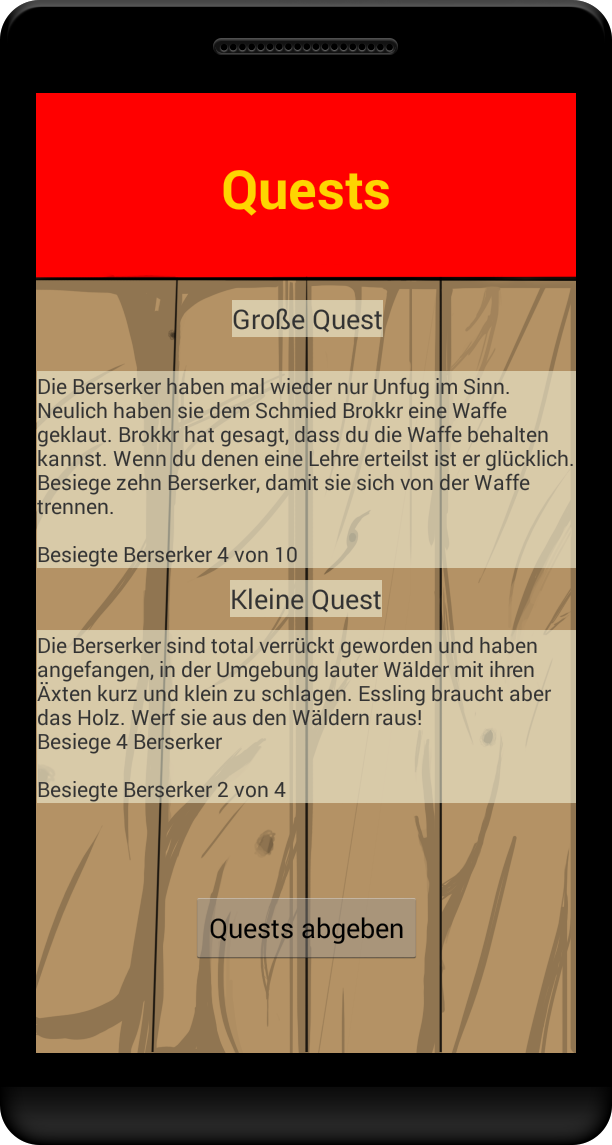 Quests
Große Quest
Die Berserker haben mal wieder nur Unfug im Sinn.
Neulich haben sie dem Schmied Brokkr eine Waffe
geklaut. Brokkr hat gesagt, dass du die Waffe behalten
kannst. Wenn du denen eine Lehre erteilst ist er glücklich.
Besiege zehn Berserker, damit sie sich von der Waffe
trennen.
Besiegte Berserker 4 von 10
Kleine Quest
Die Berserker sind total verrückt geworden und haben
angefangen, in der Umgebung lauter Wälder mit ihren
Äxten kurz und klein zu schlagen. Essling braucht aber
das Holz. Werf sie aus den Wäldern raus!
Besiege 4 Berserker
Besiegte Berserker 2 von 4
Quests abgeben